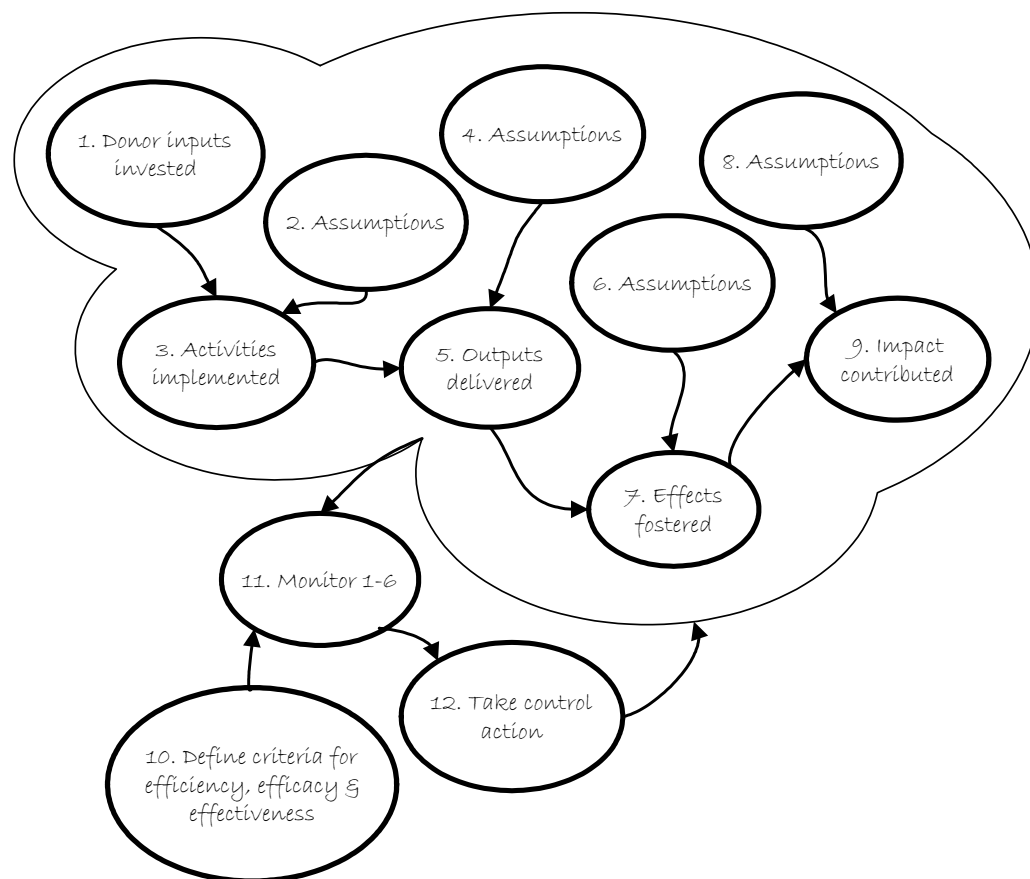 1. Donor inputs
invested
2. Assumptions
3. Activities
implemented
4. Assumptions
5. Outputs
delivered
6. Assumptions
7. Effects
fostered
8. Assumptions
9. Impact
contributed
10. Define criteria for
efficiency, efficacy &
effectiveness
11. Monitor 1-6
12. Take control
action